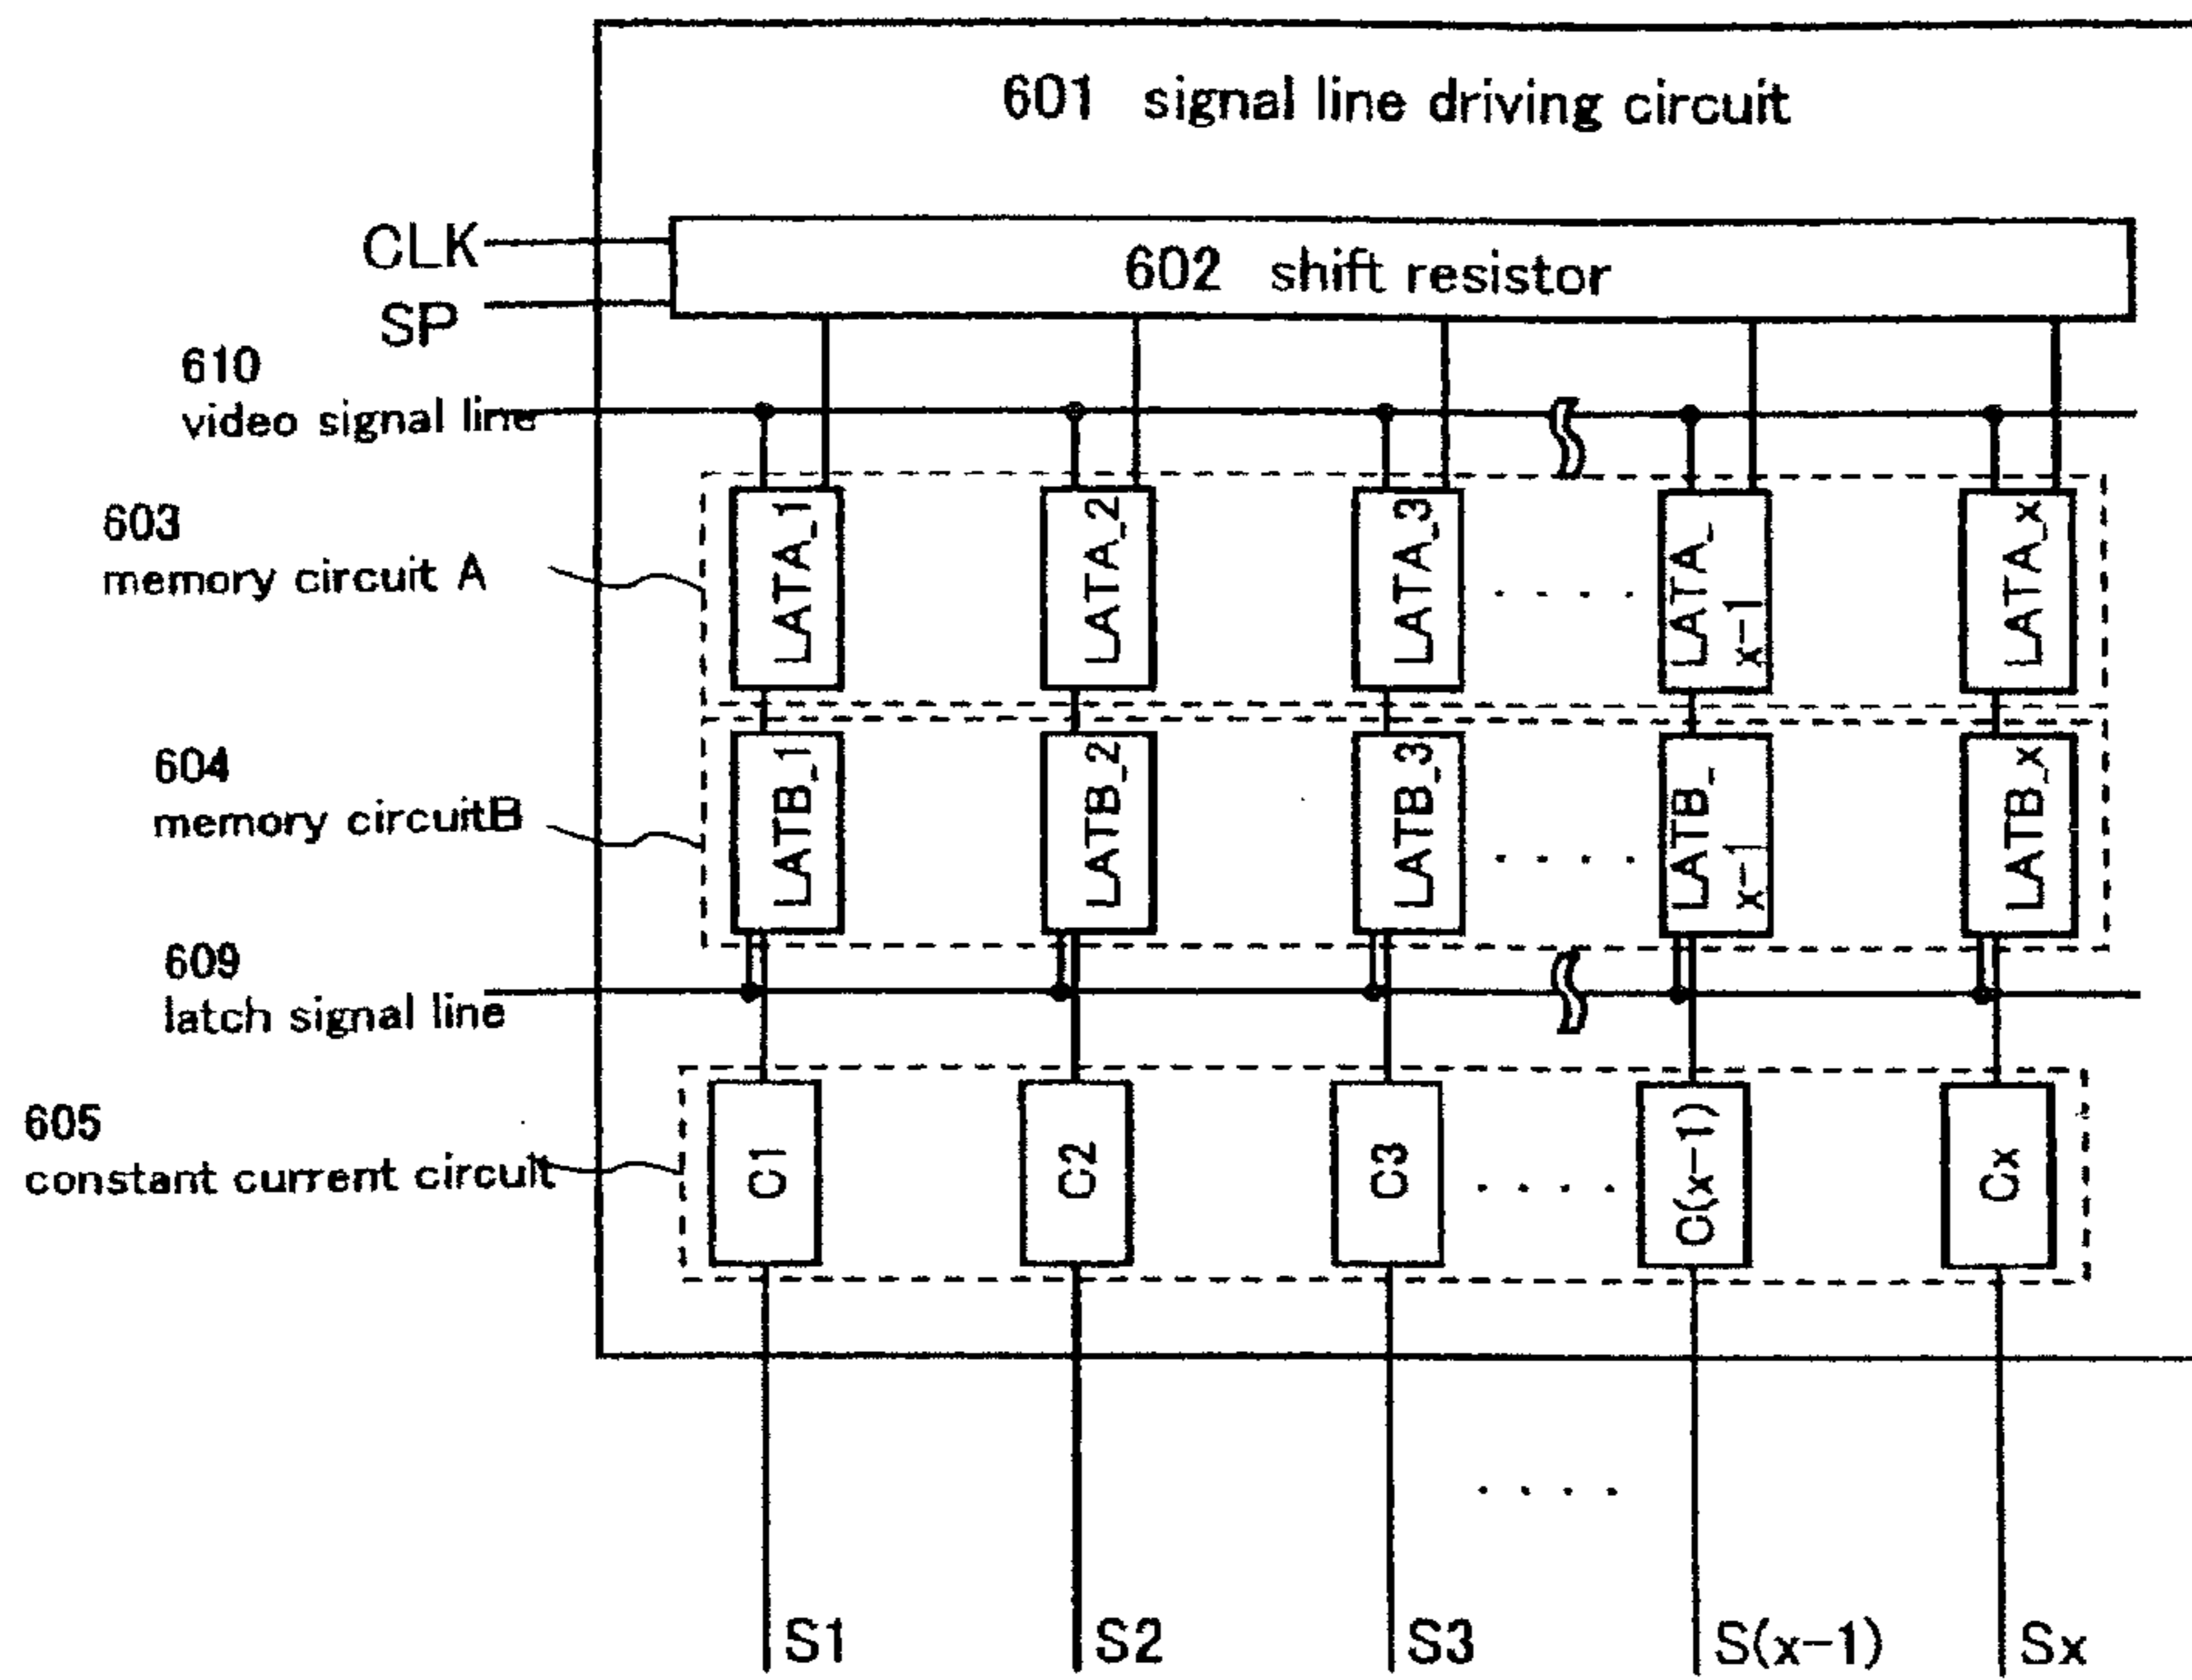 601 signal line driving circuit
CLK
602 shift resistor
SP
610
video signal line
603
memory circuit A
LATA_1
LATA_2
LATA_3
LATA_
x-1
LATA_x
604
memory circuitB
LATB_1
LATB_2
LATB_3
LATB_
x-1
LATB_x
609
latch signal line
605
constant current circuit
C1
C2
C3
C(x-1)
Cx
S1
S2
S3
S(x-1)
Sx